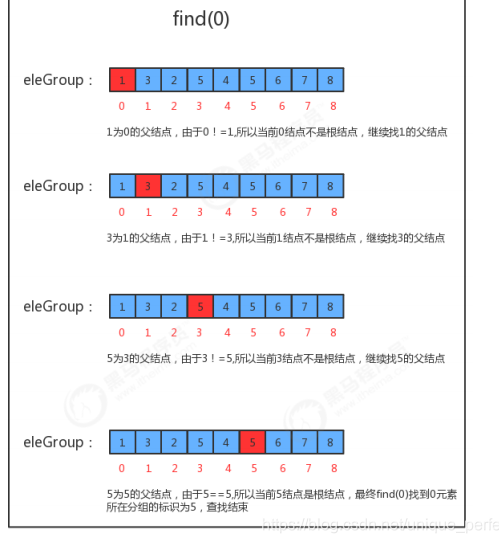 find(0)
eleGroup：
1 3 2 5 4 5 6 7 8
0 1 2 3 4 5 6 7 8
1为0的父结点，由于0！=1,所以当前0结点不是根结点，继续找1的父结点
eleGroup：
1 3 2 5 4 5 6 7 8
0 1 2 3 4 5 6 7 8
3为1的父结点，由于1！=3,所以当前1结点不是根结点，继续找3的父结点
eleGroup：
1 3 2 5 4 5 6 7 8
0 1 2 3 4 5 6 7 8
5为3的父结点，由于3！=5,所以当前3结点不是根结点，继续找5的父结点
eleGroup：
1 3 2 5 4 5 6 7 8
0 1 2 3 4 5 6 7 8
5为5的父结点，由于5==5,所以当前5结点是根结点，最终find(0)找到0元素
所在分组的标识为5，查找结束
https://blog.csdn.net/unique_perfe